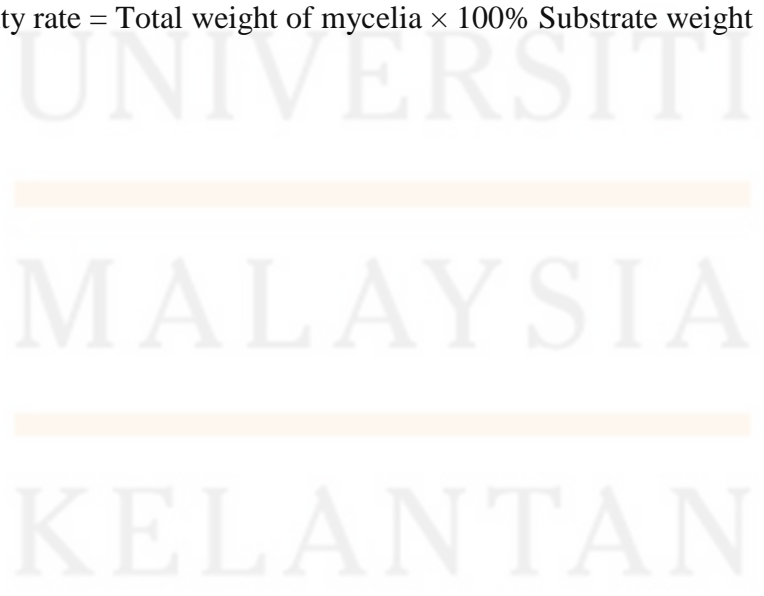 ty rate = Total weight of mycelia × 100% Substrate weight
UNIVERSITI
MALAYSIA
KELANTAN